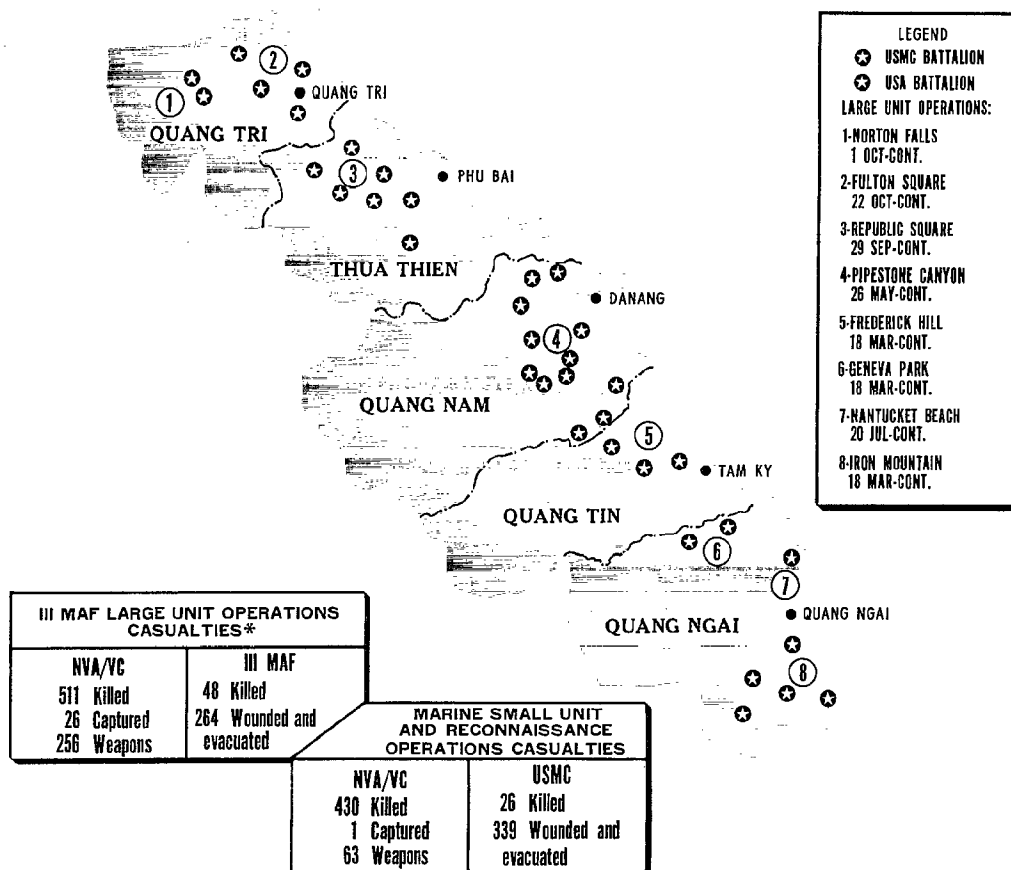 2
QUANG TRI
1
QUANG TRI
3
PHU BAI
THUA THIEN
DANANG
4
QUANG NAM
5
TAM KY
QUANG TIN
6
7
QUANG NGAI
QUANG NGAI
8
LEGEND
USMC BATTALION
USA BATTALION
LARGE UNIT OPERATIONS:
1-NORTON FALLS
1 OCT-CONT.
2-FULTON SQUARE
22 OCT-CONT.
3-REPUBLIC SQUARE
29 SEP-CONT.
4-PIPESTONE CANYON
26 MAY-CONT.
5-FREDERICK HILL
18 MAR-CONT.
6-GENEVA PARK
18 MAR-CONT.
7-NANTUCKET BEACH
20 JUL-CONT.
8-IRON MOUNTAIN
18 MAR-CONT.
III MAF LARGE UNIT OPERATIONS
CASUALTIES*
NVA/VC
511 Killed
26 Captured
256 Weapons
III MAF
48 Killed
264 Wounded and
evacuated
MARINE SMALL UNIT
AND RECONNAISSANCE
OPERATIONS CASUALTIES
NVA/VC
430 Killed
1 Captured
63 Weapons
USMC
26 Killed
339 Wounded and
evacuated